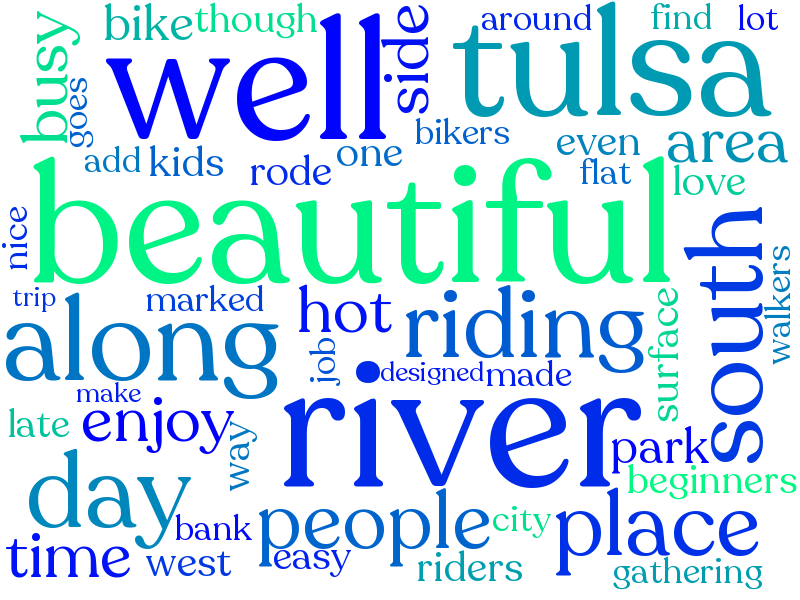 bike
though
around
find
lot
busy
goes
well
side
tulsa
bikers
even
area
add
kids
rode
one
flat
love
beautiful
nice
south
walkers
trip
marked
hot
riding
surface
along
job
designed
made
make
river
late
enjoy
way
park
beginners
day
bank
people
city
place
time
west
easy
riders
gathering